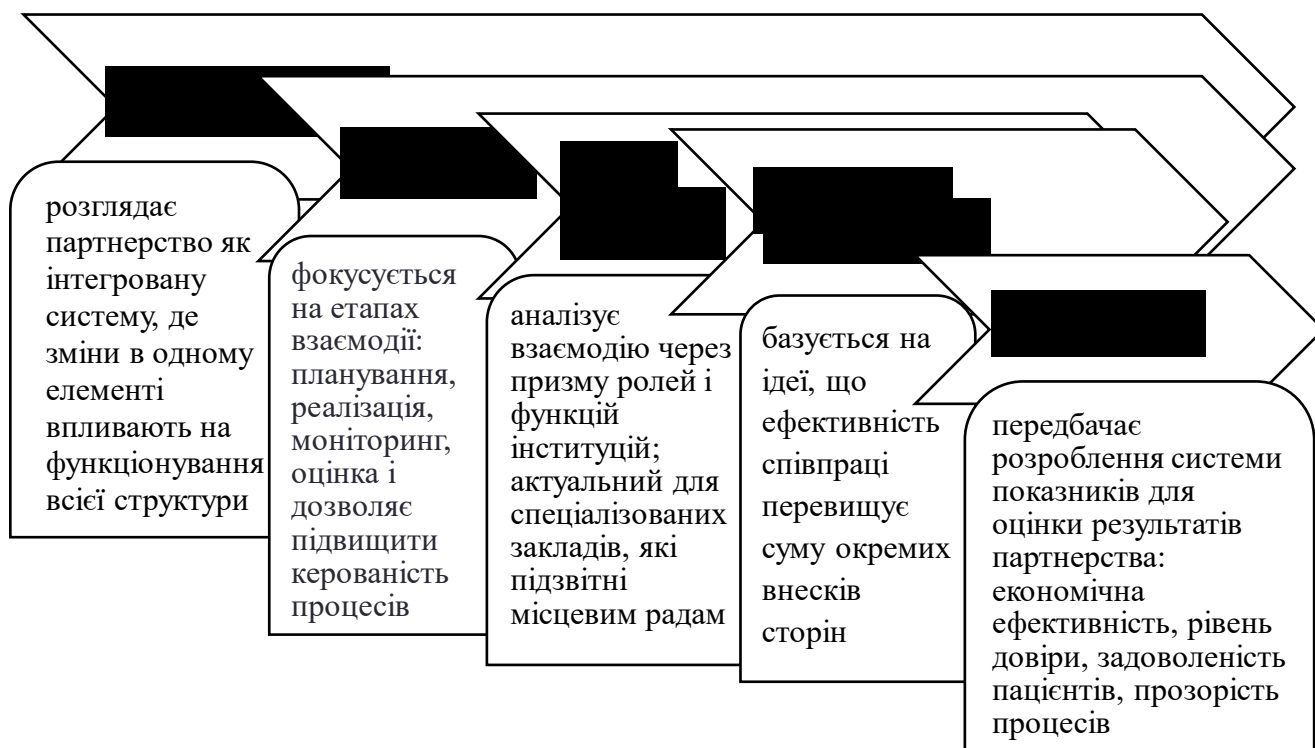 розглядає
партнерство як
інтегровану
систему, де
зміни в одному
елементі
впливають на
функціонування
всієї структури
фокусується
на етапах
взаємодії:
планування,
реалізація,
моніторинг,
оцінка і
дозволяє
підвищити
керованість
процесів
аналізує
взаємодію через
призму ролей і
функцій
інституцій;
актуальний для
спеціалізованих
закладів, які
підзвітні
місцевим радам
базується на
ідеї, що
ефективність
співпраці
перевищує
суму окремих
внесків
сторін
передбачає
розроблення системи
показників для
оцінки результатів
партнерства:
економічна
ефективність, рівень
довіри, задоволеність
пацієнтів, прозорість
процесів